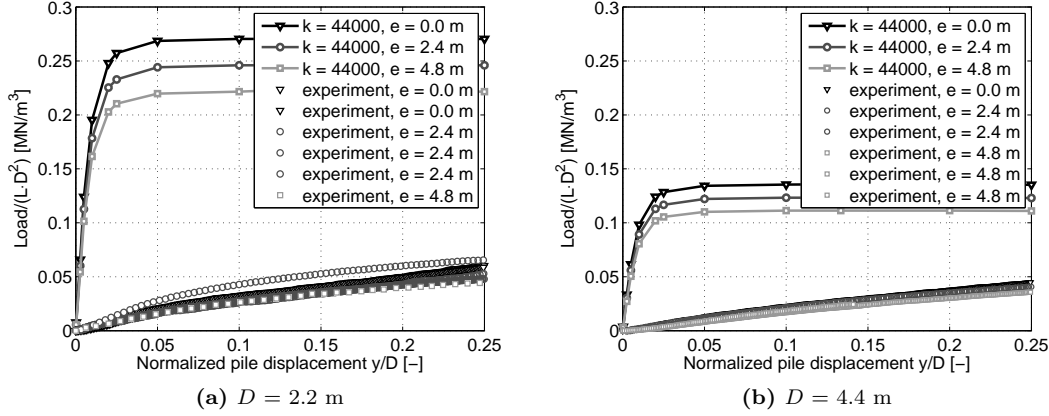 0.3
0.25
0.2
0.15
0.1
0.05
0
Load/(L·D²) [MN/m³]
k = 44000, e = 0.0 m
k = 44000, e = 2.4 m
k = 44000, e = 4.8 m
experiment, e = 0.0 m
experiment, e = 0.0 m
experiment, e = 2.4 m
experiment, e = 2.4 m
experiment, e = 4.8 m
0 0.05 0.1 0.15 0.2 0.25
Normalized pile displacement y/D [−]
(a) D = 2.2 m
0.3
0.25
0.2
0.15
0.1
0.05
0
Load/(L·D²) [MN/m³]
k = 44000, e = 0.0 m
k = 44000, e = 2.4 m
k = 44000, e = 4.8 m
experiment, e = 0.0 m
experiment, e = 2.4 m
experiment, e = 2.4 m
experiment, e = 4.8 m
experiment, e = 4.8 m
0 0.05 0.1 0.15 0.2 0.25
Normalized pile displacement y/D [−]
(b) D = 4.4 m